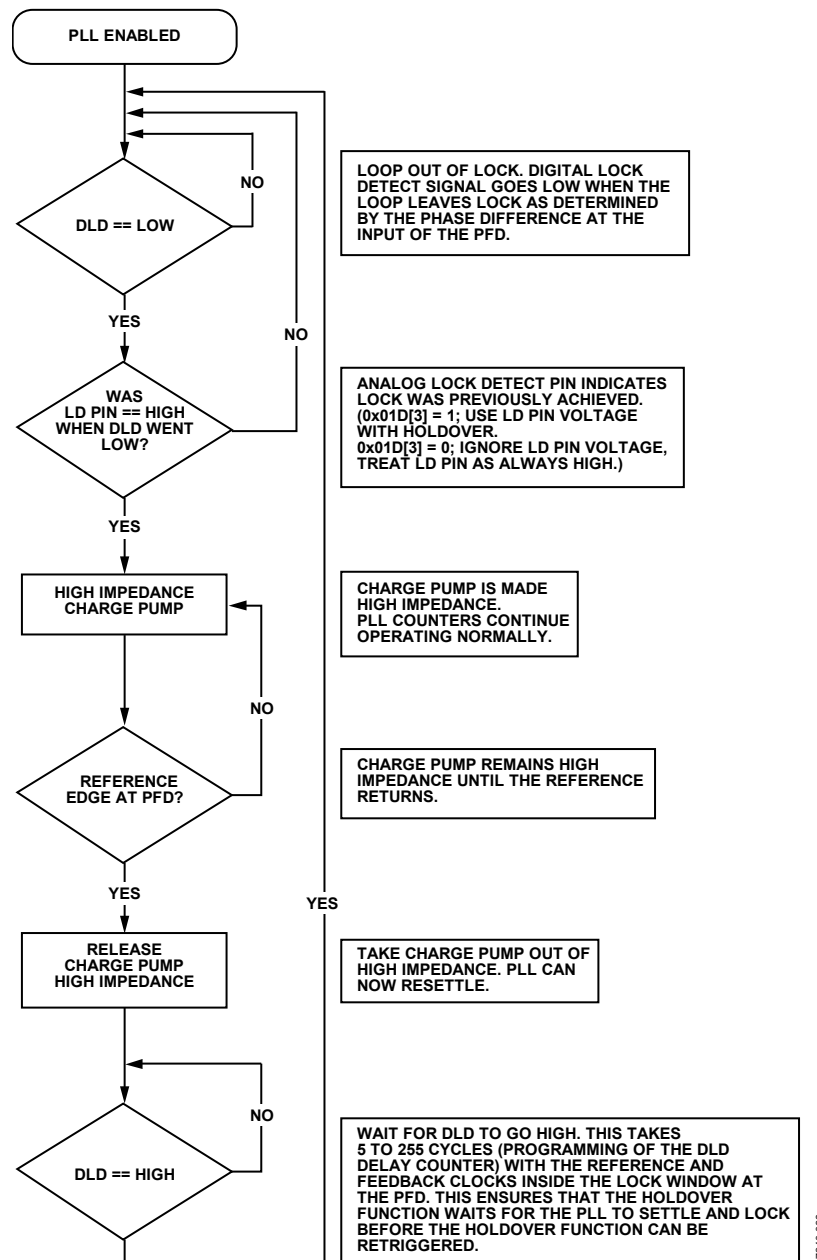 PLL ENABLED
NO
DLD == LOW
LOOP OUT OF LOCK. DIGITAL LOCK
DETECT SIGNAL GOES LOW WHEN THE
LOOP LEAVES LOCK AS DETERMINED
BY THE PHASE DIFFERENCE AT THE
INPUT OF THE PFD.
YES
NO
WAS
LD PIN == HIGH
WHEN DLD WENT
LOW?
ANALOG LOCK DETECT PIN INDICATES
LOCK WAS PREVIOUSLY ACHIEVED.
(0x01D[3] = 1; USE LD PIN VOLTAGE
WITH HOLDOVER.
0x01D[3] = 0; IGNORE LD PIN VOLTAGE,
TREAT LD PIN AS ALWAYS HIGH.)
YES
HIGH IMPEDANCE
CHARGE PUMP
CHARGE PUMP IS MADE
HIGH IMPEDANCE.
PLL COUNTERS CONTINUE
OPERATING NORMALLY.
NO
REFERENCE
EDGE AT PFD?
CHARGE PUMP REMAINS HIGH
IMPEDANCE UNTIL THE REFERENCE
RETURNS.
YES
YES
RELEASE
CHARGE PUMP
HIGH IMPEDANCE
TAKE CHARGE PUMP OUT OF
HIGH IMPEDANCE. PLL CAN
NOW RESETTLE.
NO
DLD == HIGH
WAIT FOR DLD TO GO HIGH. THIS TAKES
5 TO 255 CYCLES (PROGRAMMING OF THE DLD
DELAY COUNTER) WITH THE REFERENCE AND
FEEDBACK CLOCKS INSIDE THE LOCK WINDOW AT
THE PFD. THIS ENSURES THAT THE HOLDOVER
FUNCTION WAITS FOR THE PLL TO SETTLE AND LOCK
BEFORE THE HOLDOVER FUNCTION CAN BE
RETRIGGERED.